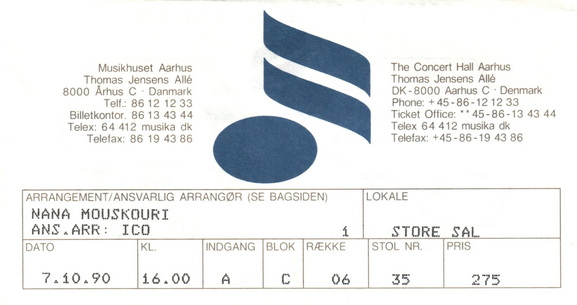 Musikhuset Aarhus
Thomas Jensens Allé
8000 Århus C · Danmark
Telf.: 86 12 12 33
Billetkontor. 86 13 43 44
Telex: 64 412 musika dk
Telefax: 86 19 43 86
The Concert Hall Aarhus
Thomas Jensens Allé
DK-8000 Aarhus C · Denmark
Phone: +45-86-12 12 33
Ticket Office: **45-86-13 43 44
Telex 64 412 musika dk
Telefax: +45-86-19 43 86
ARRANGEMENT/ANSVARLIG ARRANGØR (SE BAGSIDEN) LOKALE
NANA MOUSKOURI
ANS.ARR: ICO 1 STORE SAL
DATO KL. INDGANG BLOK RÆKKE STOL NR. PRIS
7.10.90 16.00 A C 06 35 275